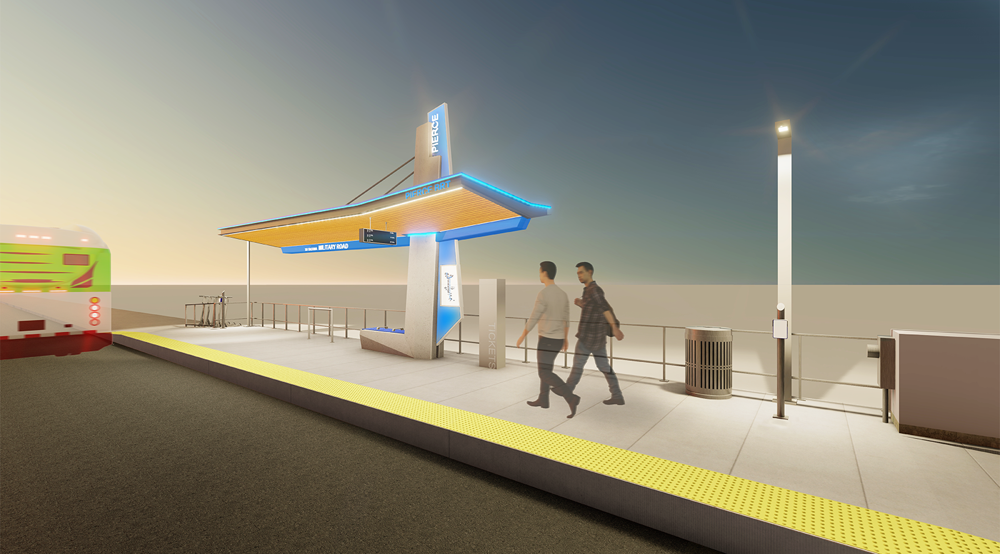 PIERCE
PIERCE BRT
MILITARY ROAD
TICKETS